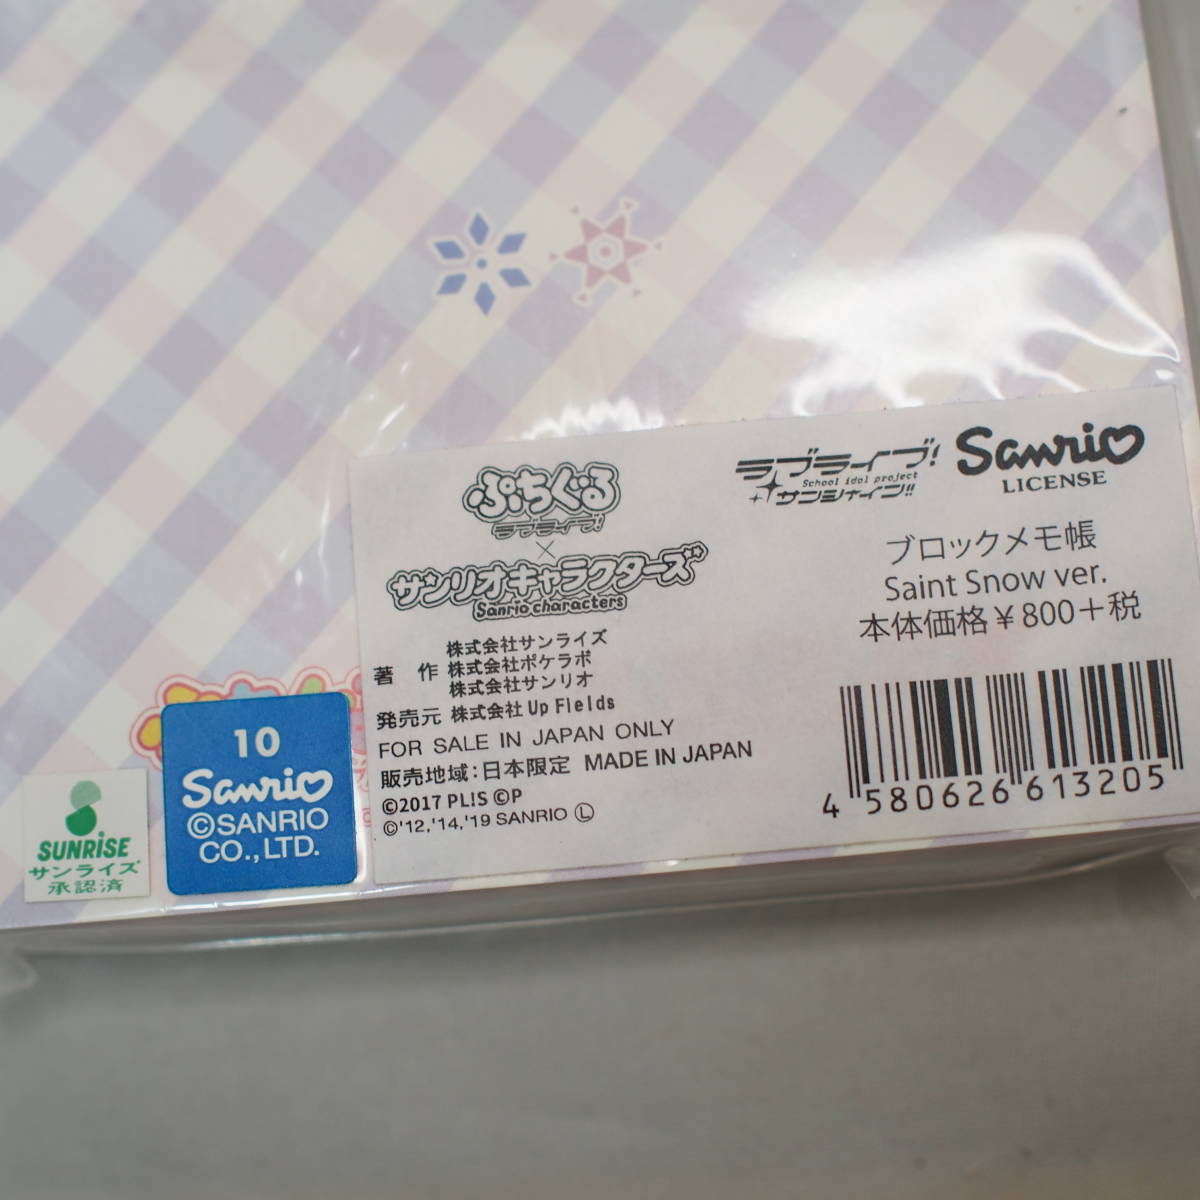 ぷちぐる
ラブライブ!
×
サンリオキャラクターズ
Sanrio characters
ラブライブ!
School idol project
サンシャイン!!
Sanrio
LICENSE
ブロックメモ帳
Saint Snow ver.
本体価格¥800+税
著作 株式会社サンライズ
株式会社ポケラボ
株式会社サンリオ
発売元 株式会社Up Fields
FOR SALE IN JAPAN ONLY
販売地域:日本限定 MADE IN JAPAN
©2017 PL!S ©P
©'12,'14,'19 SANRIO Ⓛ
4 580626 613205
10
Sanrio
©SANRIO
CO.,LTD.
SUNRISE
サンライズ
承認済